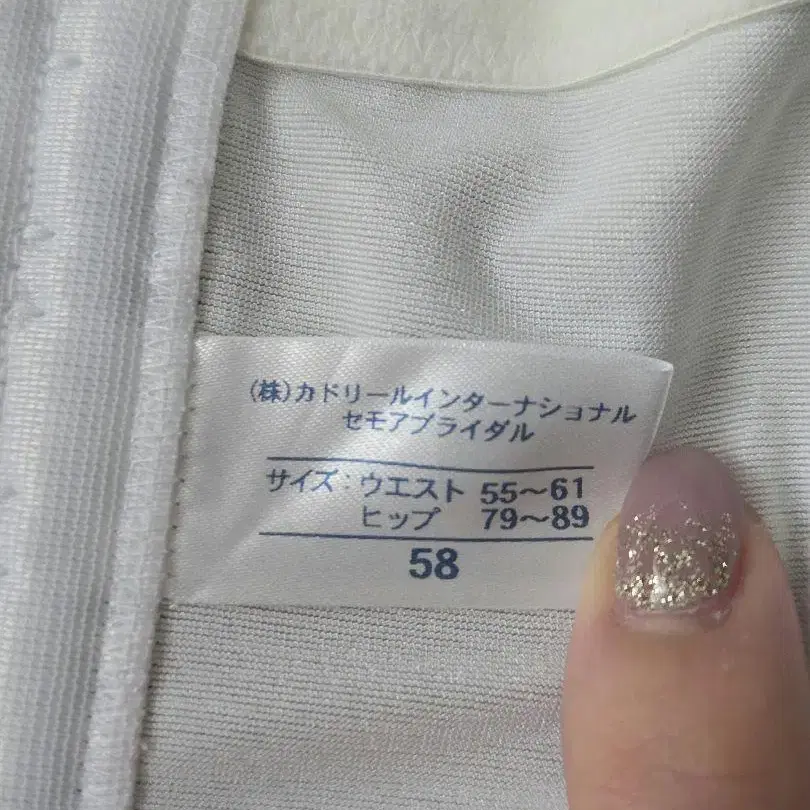 (株)カドリールインターナショナル
セモアブライダル
サイズ:ウエスト 55～61
ヒップ 79～89
58